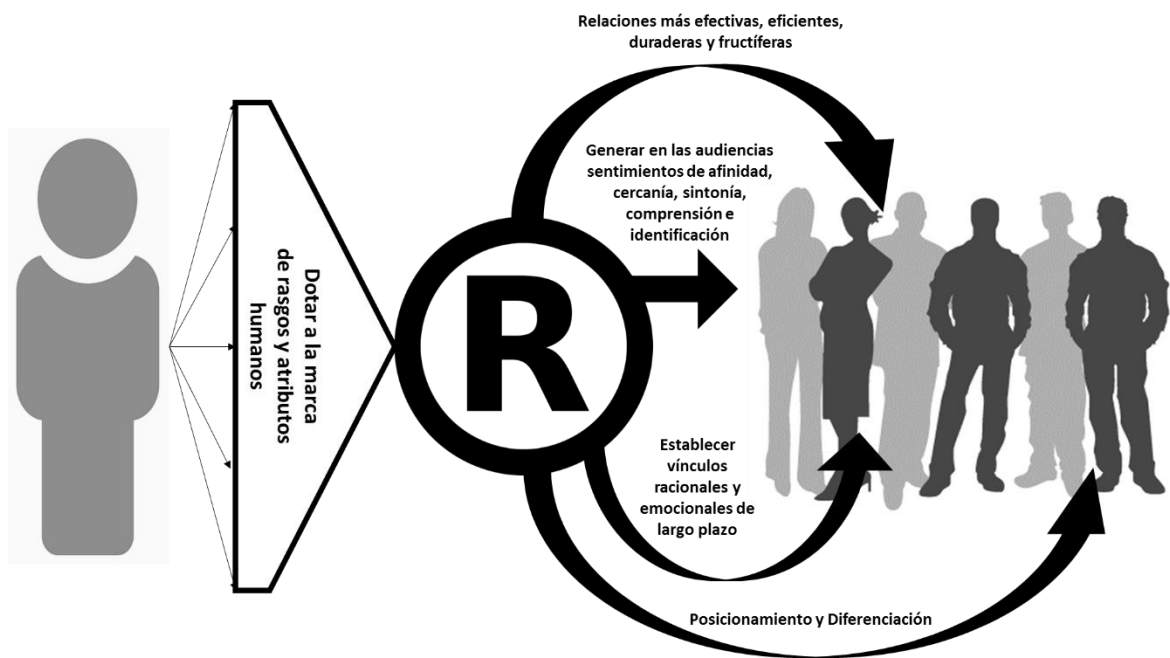 Relaciones más efectivas, eficientes,
duraderas y fructíferas
Generar en las audiencias
sentimientos de afinidad,
cercanía, sintonía,
comprensión e
identificación
Dotar a la marca
de rasgos y atributos
humanos
R
Establecer
vínculos
racionales y
emocionales de
largo plazo
Posicionamiento y Diferenciación